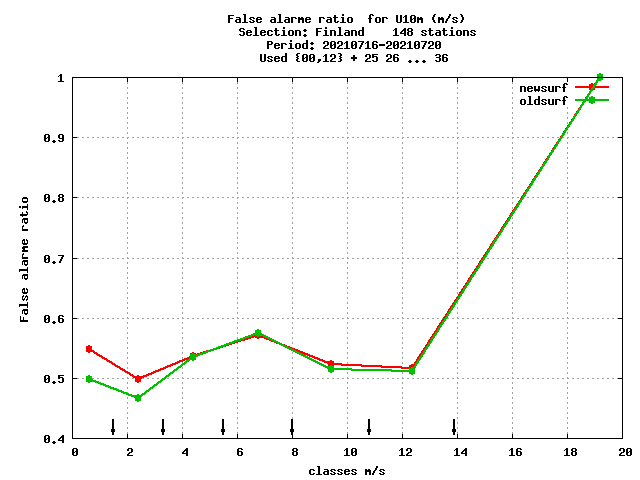 False alarme ratio  for U10m (m/s)
Selection: Finland    148 stations
Period: 20210716-20210720
Used {00,12} + 25 26 ... 36
newsurf
oldsurf
False alarme ratio
1
0.9
0.8
0.7
0.6
0.5
0.4
0 2 4 6 8 10 12 14 16 18 20
classes m/s